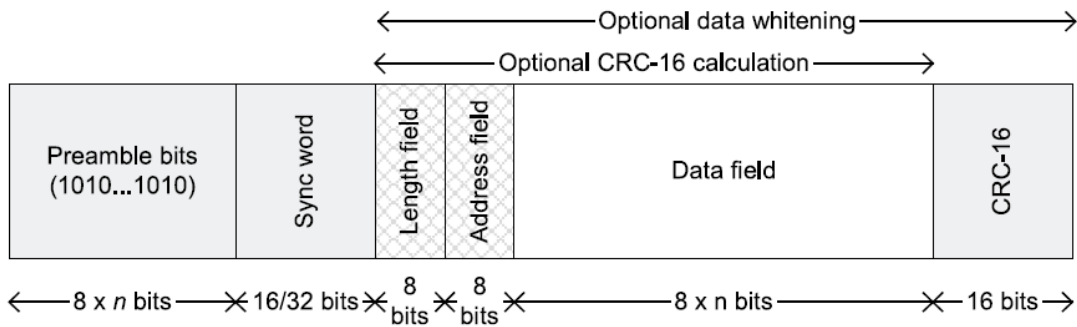 Optional data whitening
Optional CRC-16 calculation
Preamble bits
(1010...1010)
Sync word
Length field
Address field
Data field
CRC-16
8 x n bits
16/32 bits
8
bits
8
bits
8 x n bits
16 bits